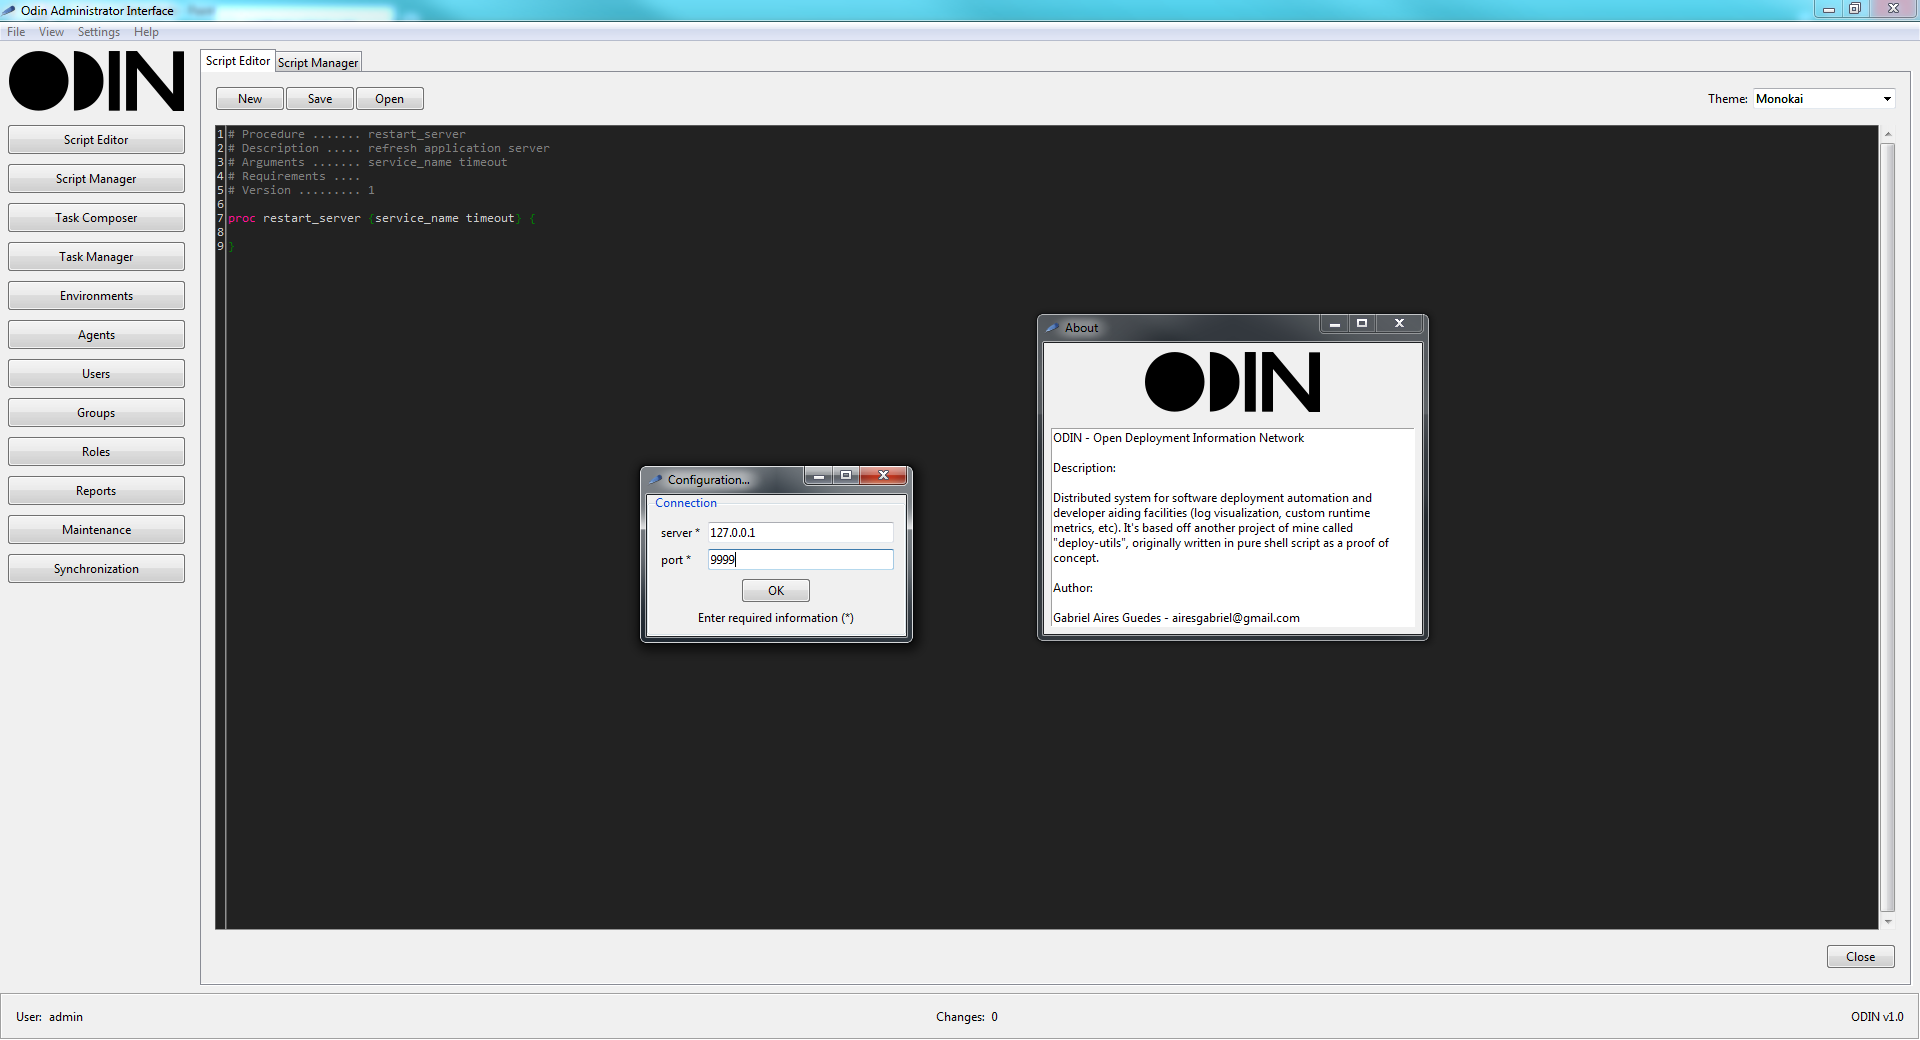 Odin Administrator Interface
File View Settings Help
ODIN
Script Editor
Script Manager
Task Composer
Task Manager
Environments
Agents
Users
Groups
Roles
Reports
Maintenance
Synchronization
Script Editor Script Manager
New Save Open
Theme: Monokai
1 # Procedure ....... restart_server
2 # Description ..... refresh application server
3 # Arguments ....... service_name timeout
4 # Requirements ....
5 # Version ......... 1
6
7 proc restart_server {service_name timeout} {
8
9 }
Configuration...
Connection
server * 127.0.0.1
port * 9999
OK
Enter required information (*)
About
ODIN
ODIN - Open Deployment Information Network
Description:
Distributed system for software deployment automation and
developer aiding facilities (log visualization, custom runtime
metrics, etc). It's based off another project of mine called
"deploy-utils", originally written in pure shell script as a proof of
concept.
Author:
Gabriel Aires Guedes - airesgabriel@gmail.com
Close
User: admin
Changes: 0
ODIN v1.0